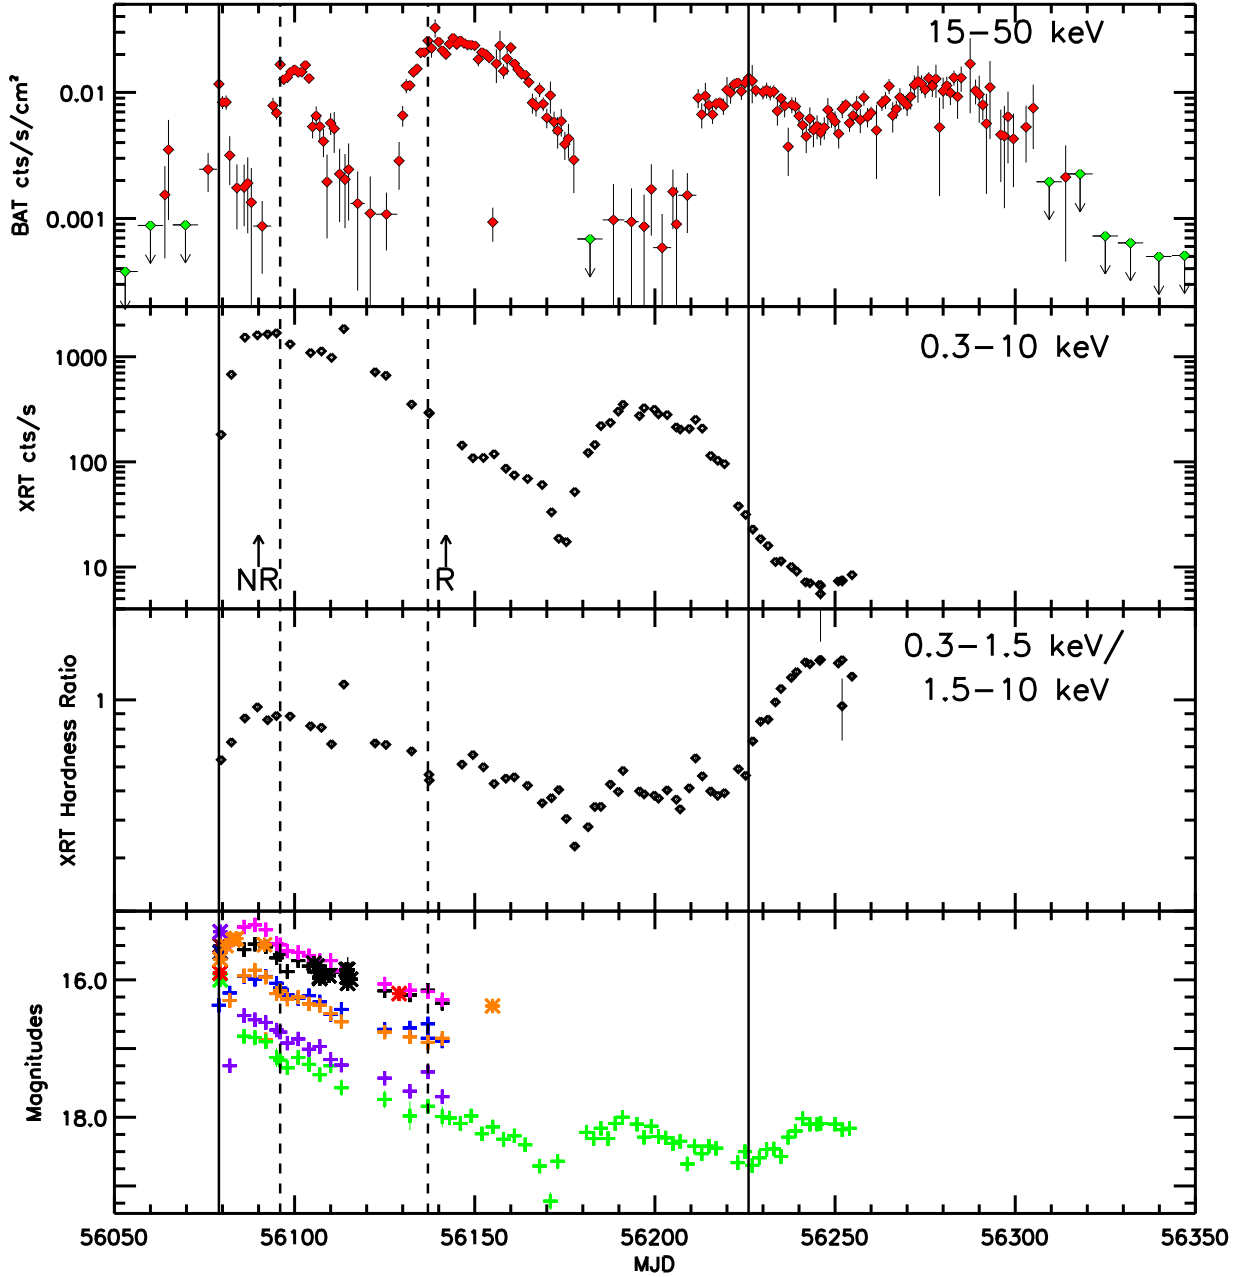 15−50 keV
BAT cts/s/cm²
0.01
0.001
0.3−10 keV
XRT cts/s
1000
100
10
NR
R
0.3−1.5 keV/
1.5−10 keV
XRT Hardness Ratio
1
Magnitudes
16.0
18.0
56050 56100 56150 56200 56250 56300 56350
MJD